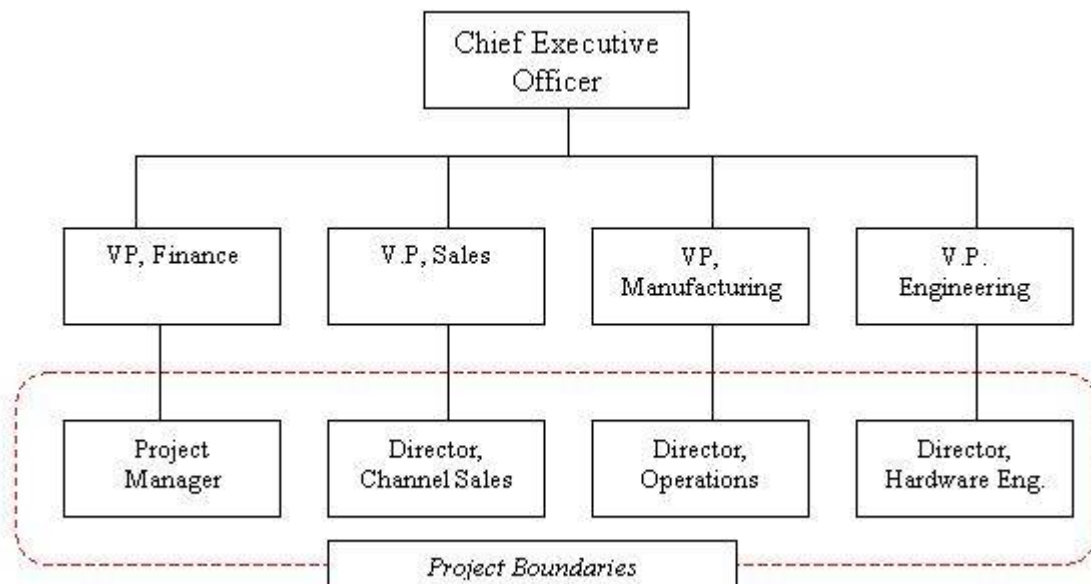 Chief Executive
Officer
VP, Finance
V.P, Sales
VP,
Manufacturing
V.P.
Engineering
Project
Manager
Director,
Channel Sales
Director,
Operations
Director,
Hardware Eng.
Project Boundaries